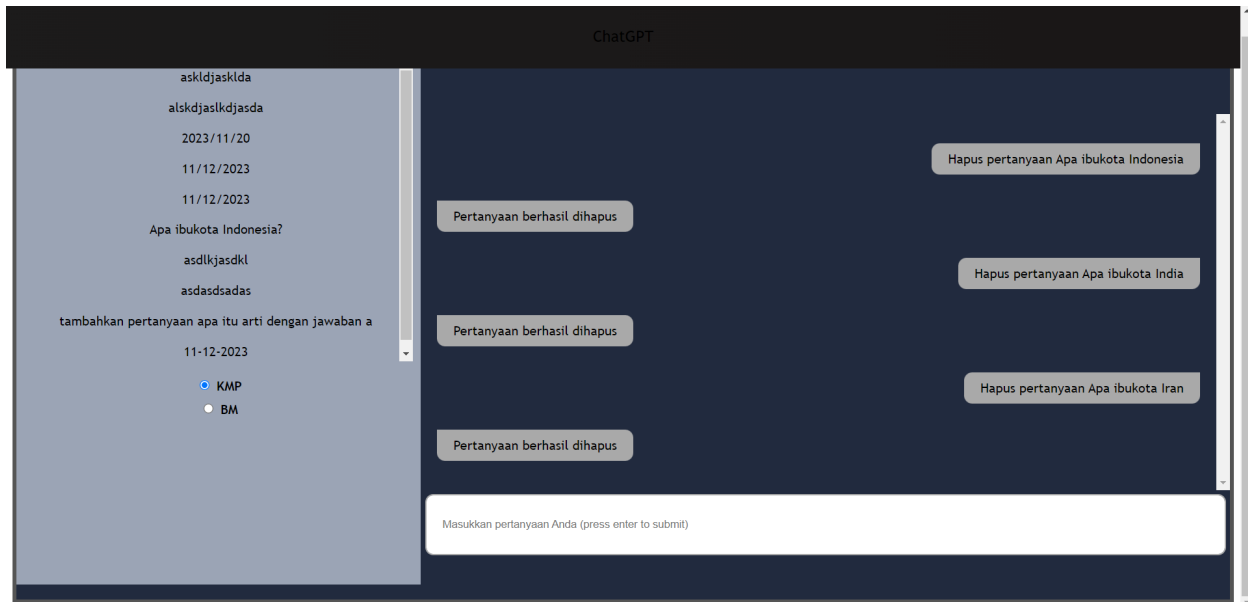 ChatGPT
askldjasklda
alskdjaslkdjasda
2023/11/20
11/12/2023
11/12/2023
Apa ibukota Indonesia?
asdlkjasdkl
asdasdsadas
tambahkan pertanyaan apa itu arti dengan jawaban a
11-12-2023
KMP
BM
Hapus pertanyaan Apa ibukota Indonesia
Pertanyaan berhasil dihapus
Hapus pertanyaan Apa ibukota India
Pertanyaan berhasil dihapus
Hapus pertanyaan Apa ibukota Iran
Pertanyaan berhasil dihapus
Masukkan pertanyaan Anda (press enter to submit)